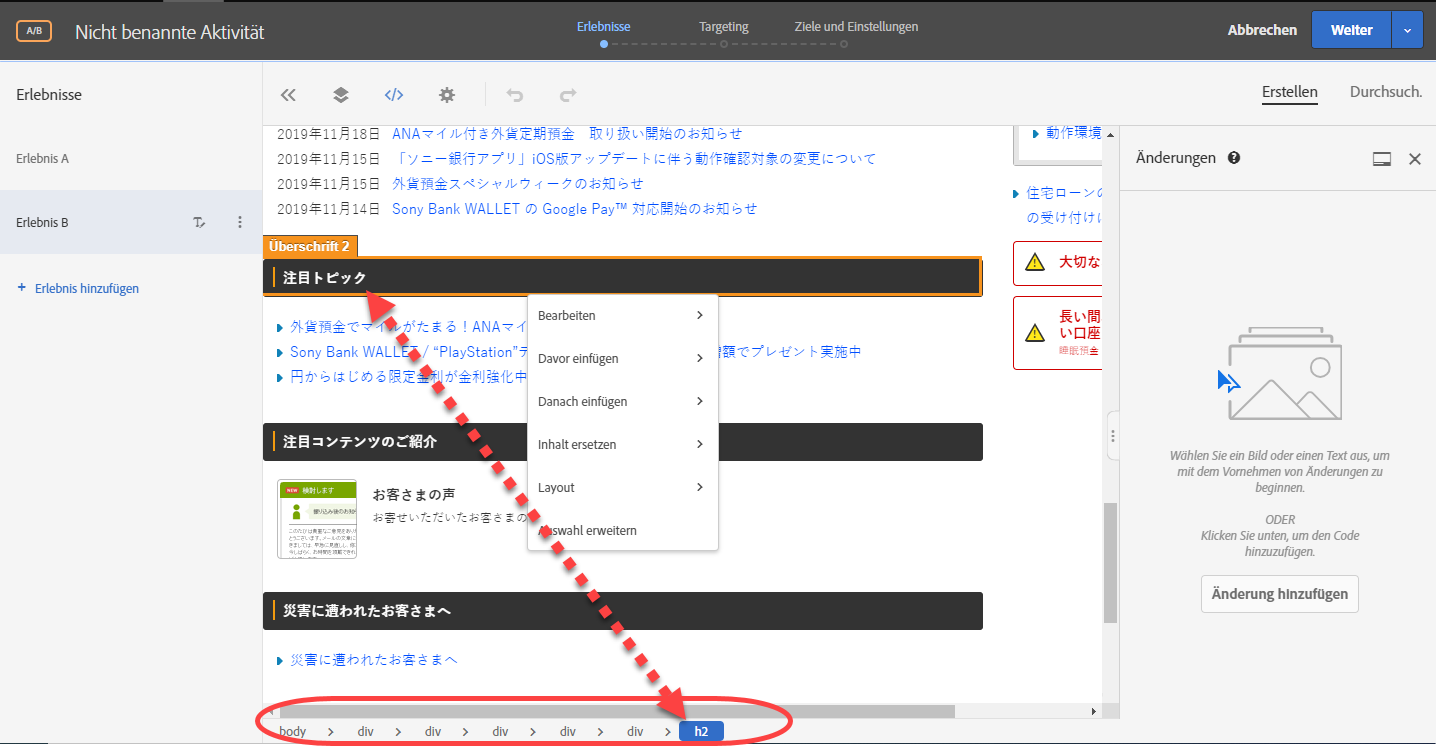 A/B
Nicht benannte Aktivität
Erlebnisse
Targeting
Ziele und Einstellungen
Abbrechen
Weiter
Erlebnisse
Erlebnis A
Erlebnis B
+ Erlebnis hinzufügen
Erstellen
Durchsuch.
2019年11月18日 ANAマイル付き外貨定期預金 取り扱い開始のお知らせ
2019年11月15日 「ソニー銀行アプリ」iOS版アップデートに伴う動作確認対象の変更について
2019年11月15日 外貨預金スペシャルウィークのお知らせ
2019年11月14日 Sony Bank WALLET の Google Pay™ 対応開始のお知らせ
動作環境
住宅ローンの
の受け付けに
大切な
長い間
い口座
睡眠預金
Überschrift 2
注目トピック
外貨預金でマイルがたまる！ANAマイ
Sony Bank WALLET / “PlayStation”デ
増額でプレゼント実施中
円からはじめる限定金利が金利強化中
Bearbeiten
Davor einfügen
Danach einfügen
Inhalt ersetzen
Layout
Auswahl erweitern
注目コンテンツのご紹介
NEW 検討します
お客さまの声
お寄せいただいたお客さまの
災害に遭われたお客さまへ
災害に遭われたお客さまへ
body > div > div > div > div > div > h2
Änderungen
Wählen Sie ein Bild oder einen Text aus, um
mit dem Vornehmen von Änderungen zu
beginnen.
ODER
Klicken Sie unten, um den Code
hinzuzufügen.
Änderung hinzufügen